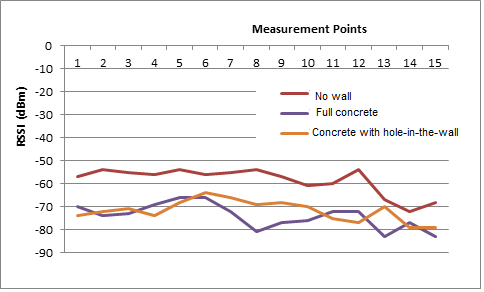 Measurement Points
0
1 2 3 4 5 6 7 8 9 10 11 12 13 14 15
-10
-20
No wall
-30
Full concrete
Concrete with hole-in-the-wall
-40
-50
-60
-70
-80
-90
RSSI (dBm)